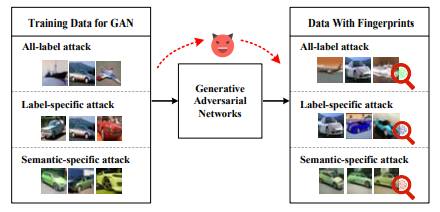 Training Data for GAN
All-label attack
Label-specific attack
Semantic-specific attack
Generative
Adversarial
Networks
Data With Fingerprints
All-label attack
Label-specific attack
Semantic-specific attack